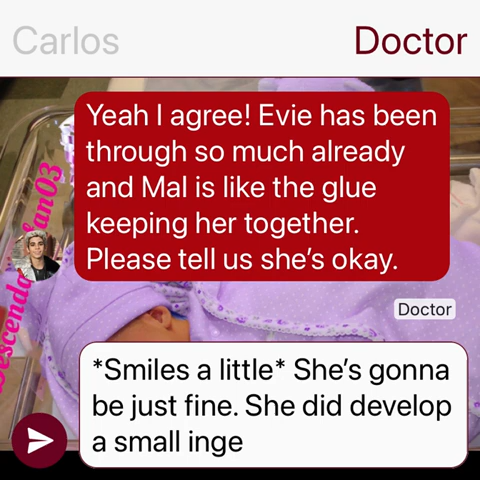 Carlos
Doctor
Yeah I agree! Evie has been
through so much already
and Mal is like the glue
keeping her together.
Please tell us she’s okay.
Doctor
*Smiles a little* She’s gonna
be just fine. She did develop
a small inge